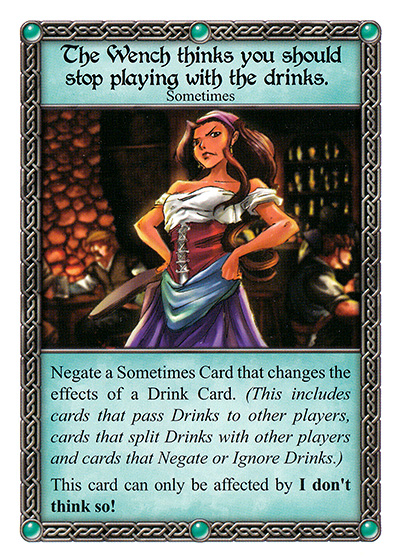 The Wench thinks you should
stop playing with the drinks.
Sometimes
Negate a Sometimes Card that changes the
effects of a Drink Card. (This includes
cards that pass Drinks to other players,
cards that split Drinks with other players
and cards that Negate or Ignore Drinks.)
This card can only be affected by I don't
think so!